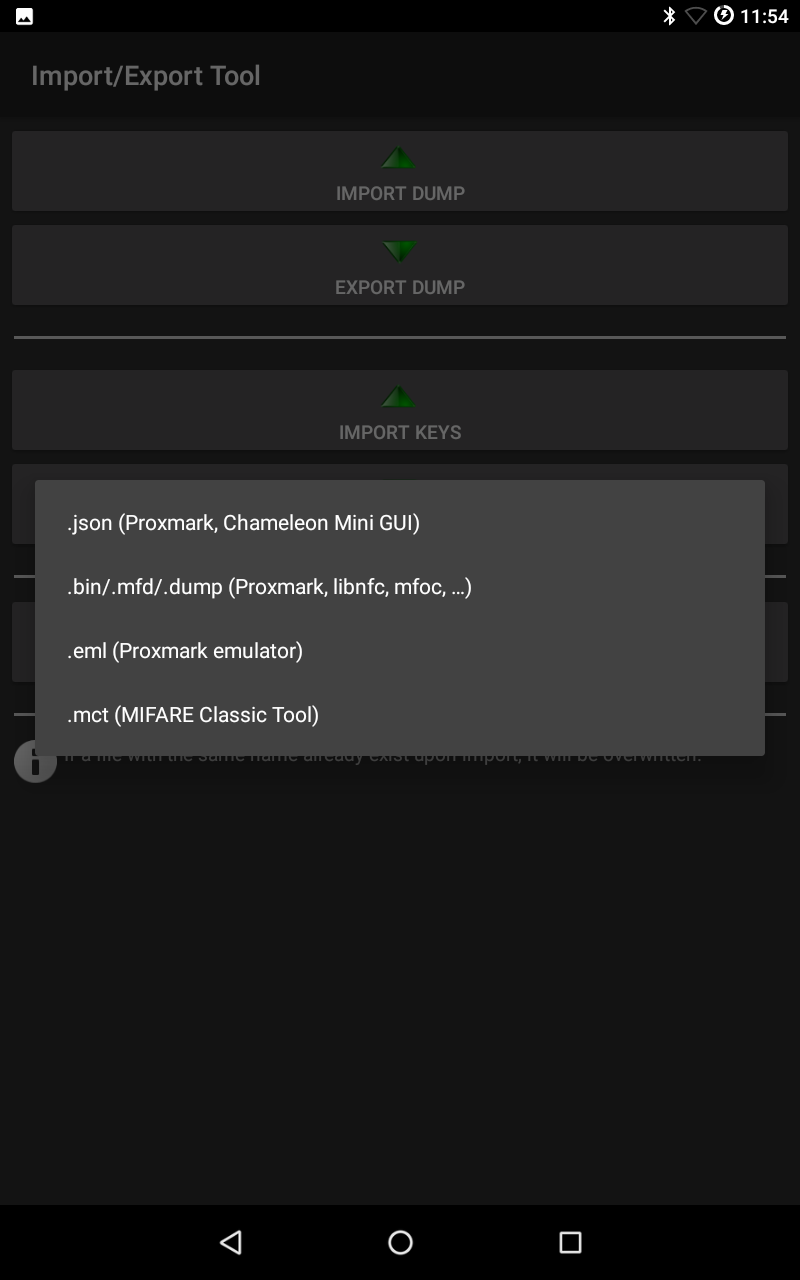 11:54
Import/Export Tool
IMPORT DUMP
EXPORT DUMP
IMPORT KEYS
.json (Proxmark, Chameleon Mini GUI)
.bin/.mfd/.dump (Proxmark, libnfc, mfoc, ...)
.eml (Proxmark emulator)
.mct (MIFARE Classic Tool)
If a file with the same name already exist upon import, it will be overwritten.